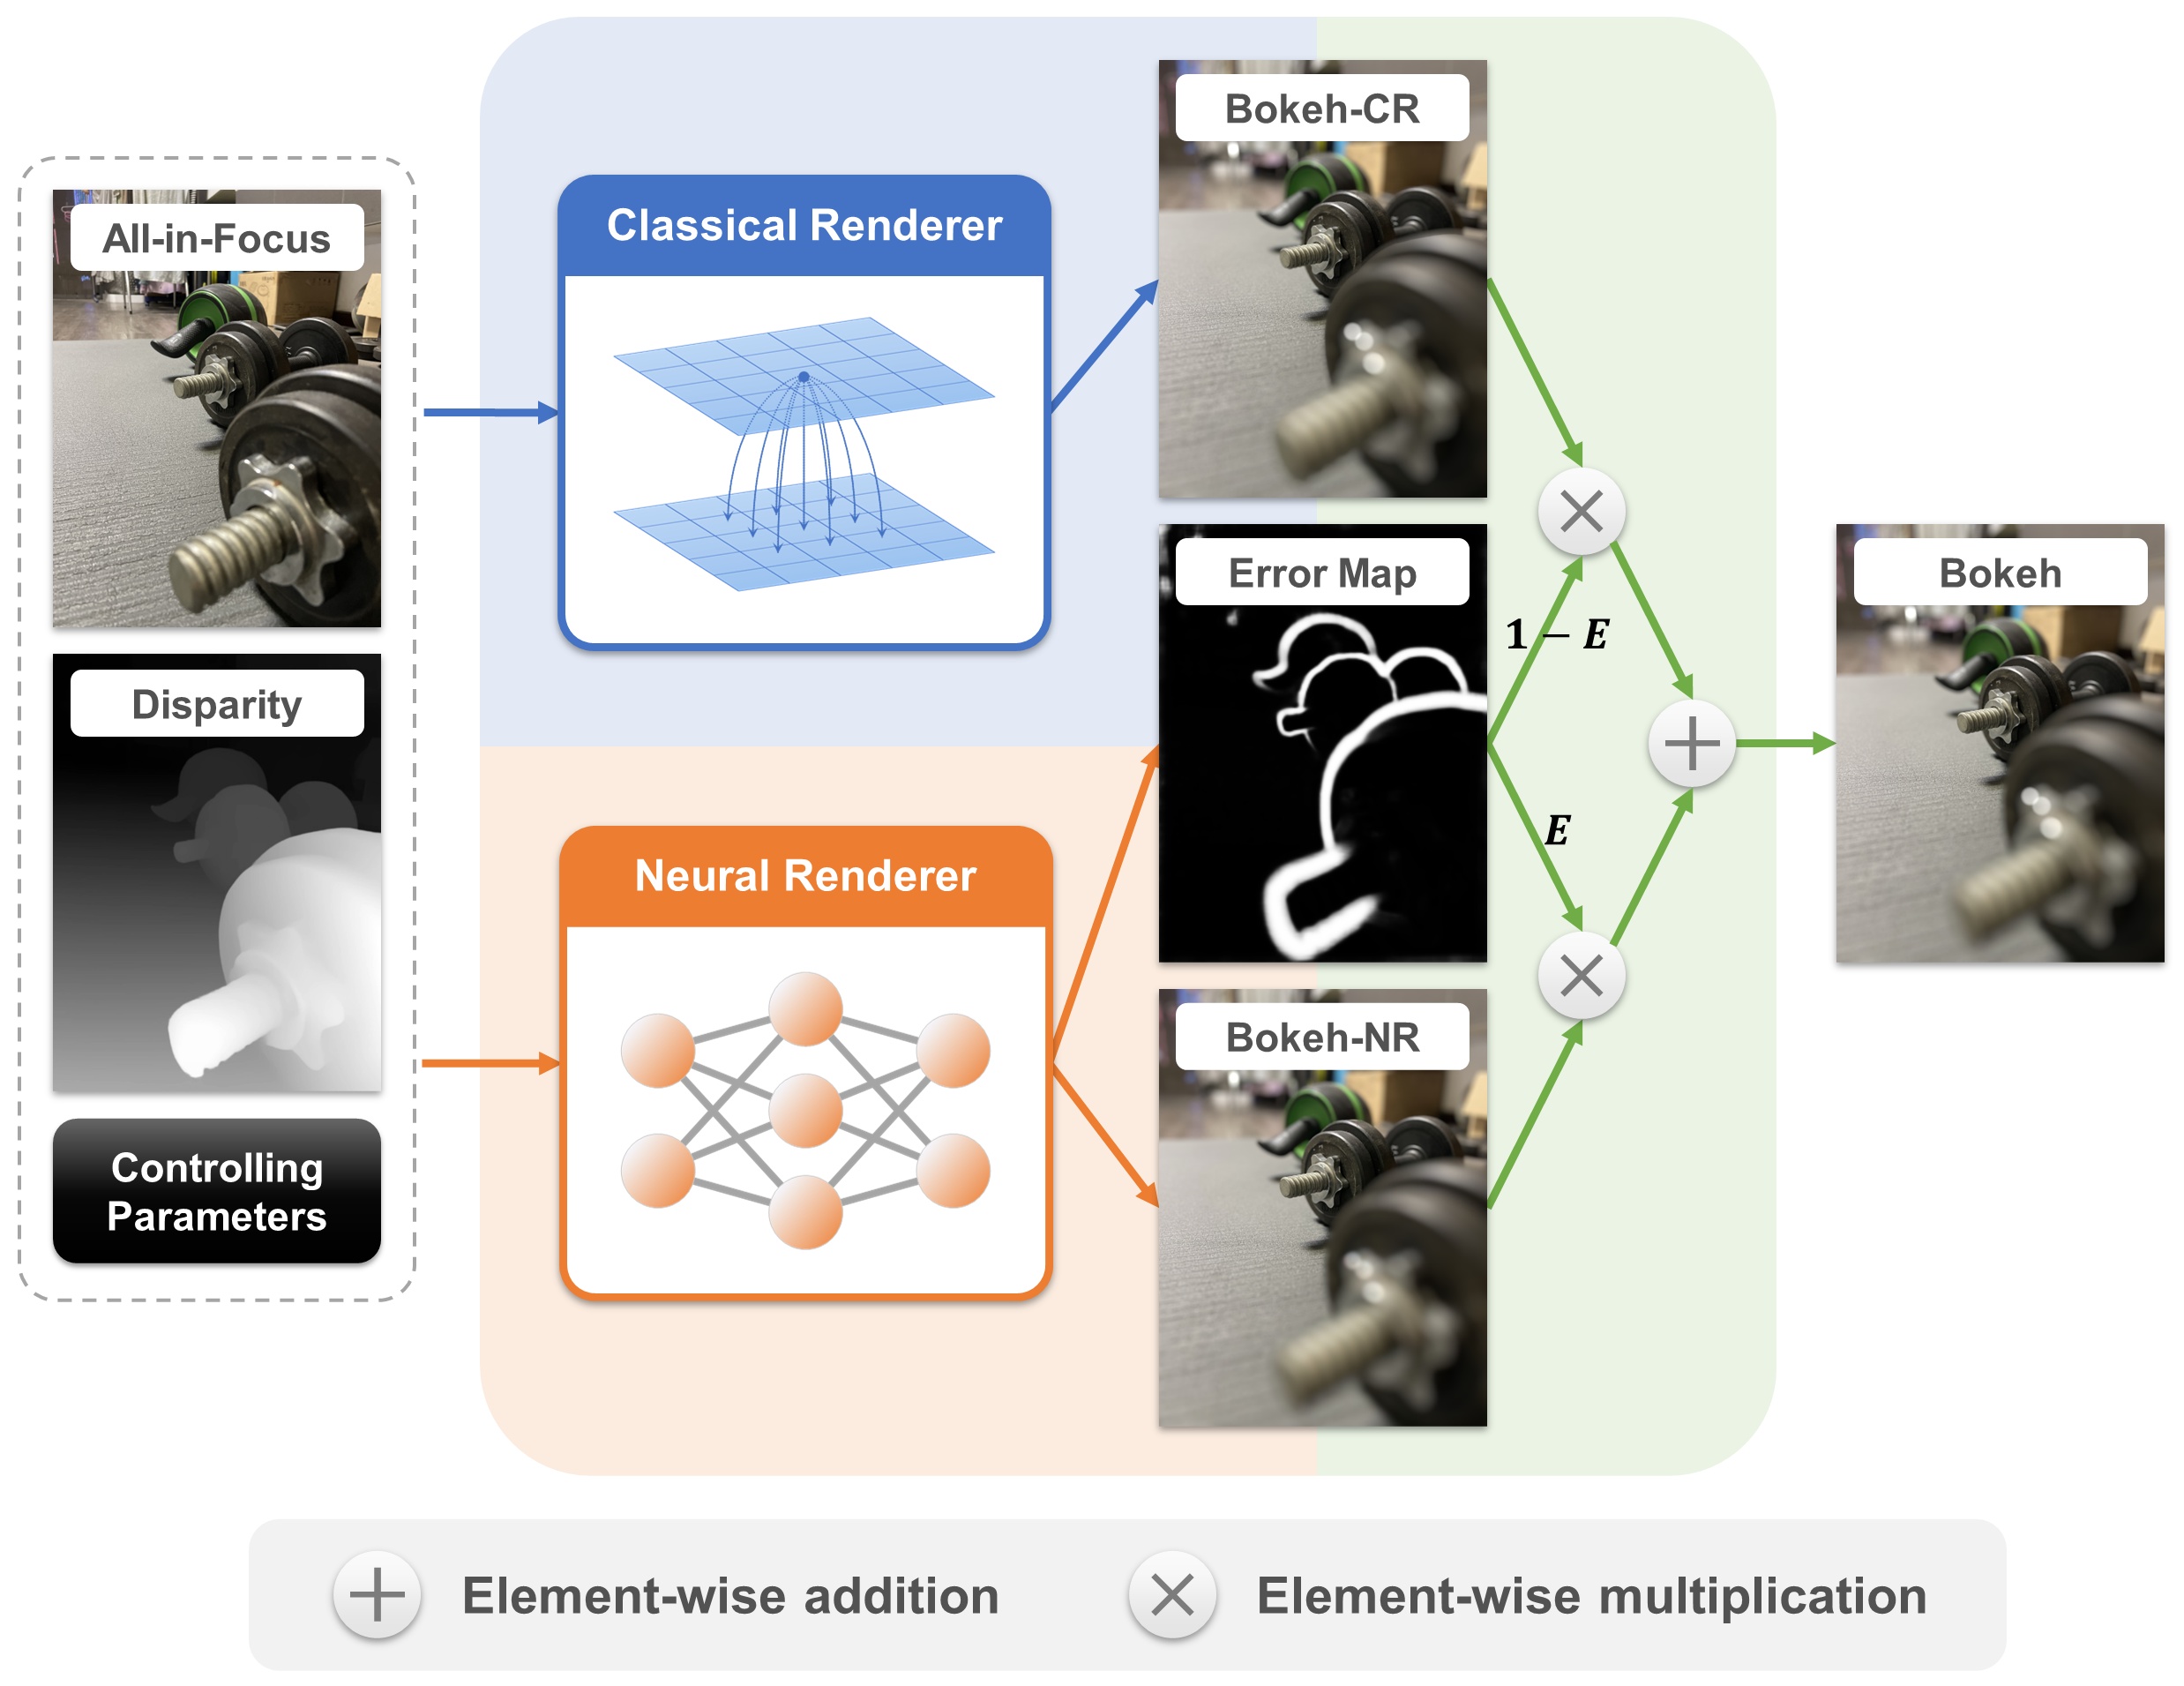 All-in-Focus
Disparity
Controlling
Parameters
Classical Renderer
Neural Renderer
Bokeh-CR
Error Map
Bokeh-NR
1 − E
E
Bokeh
Element-wise addition
Element-wise multiplication